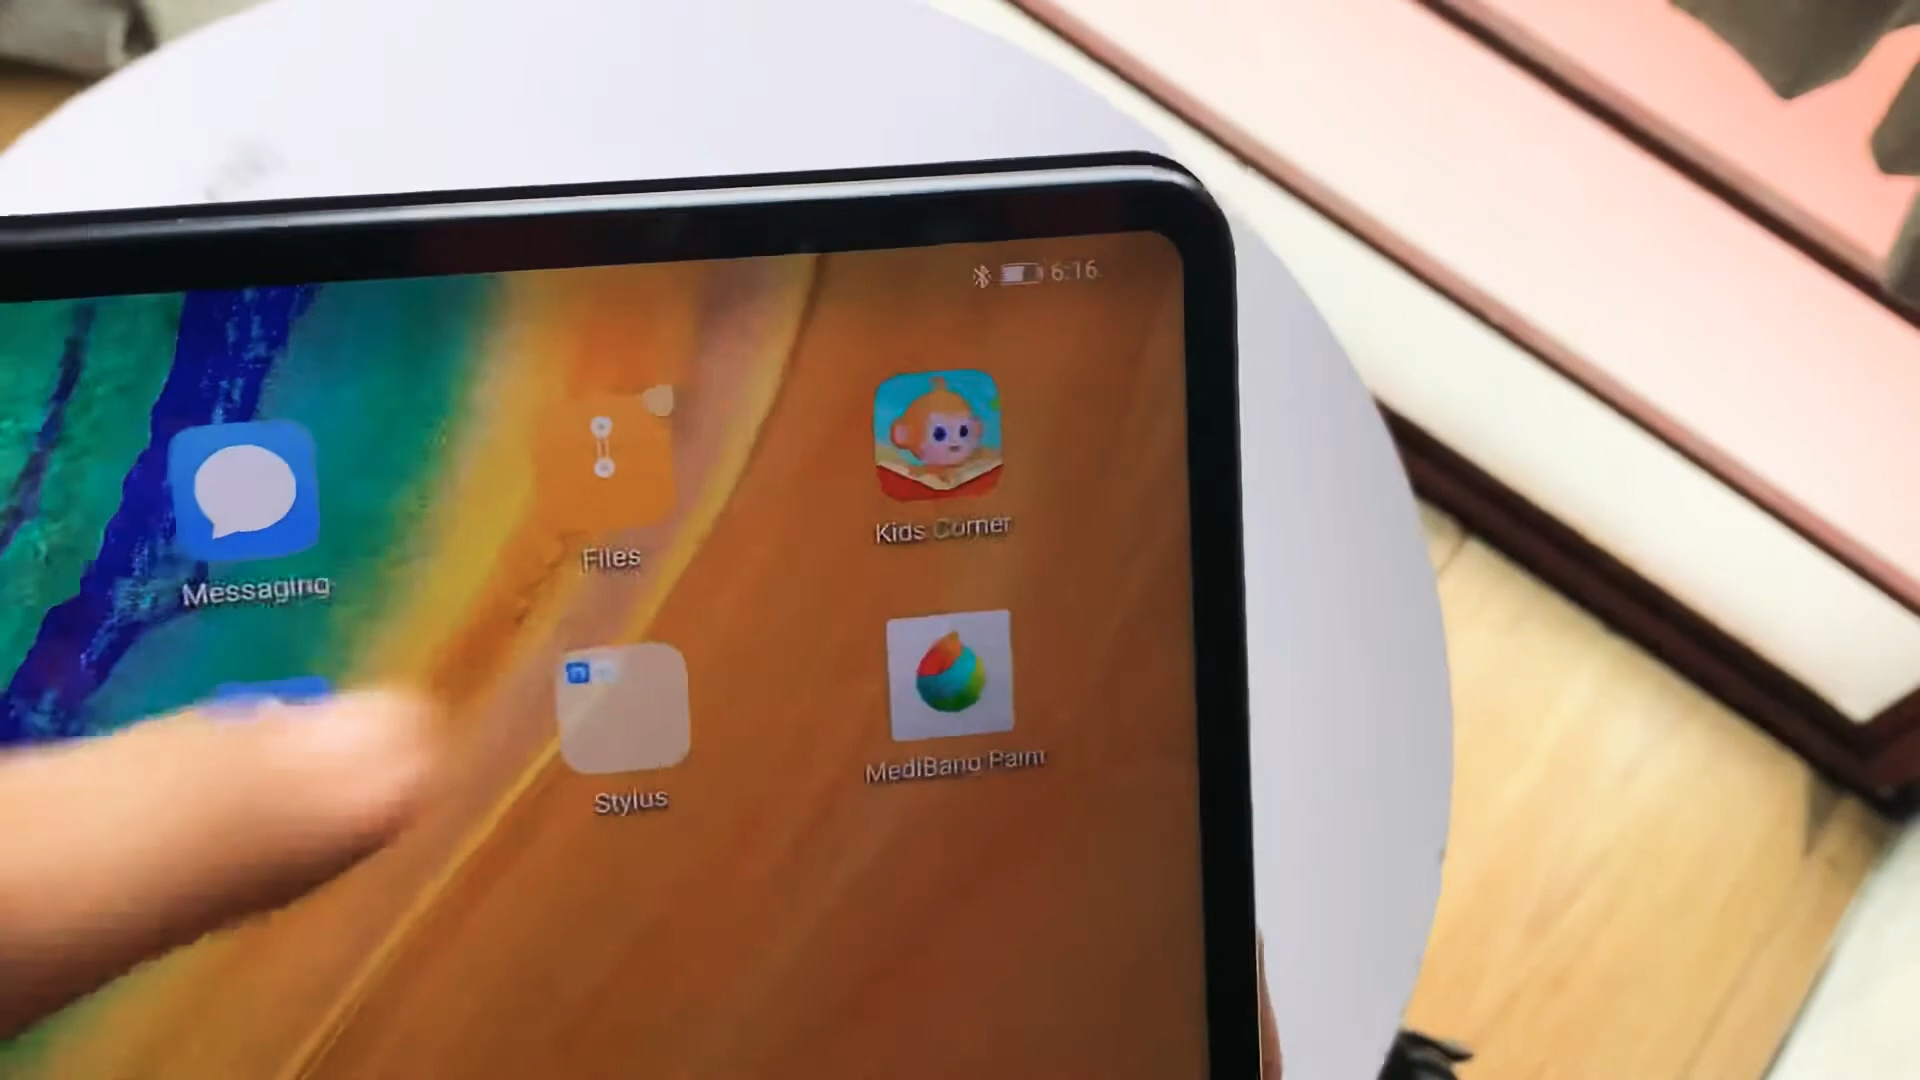 6:16
Messaging
Files
Kids Corner
Stylus
MediBang Paint